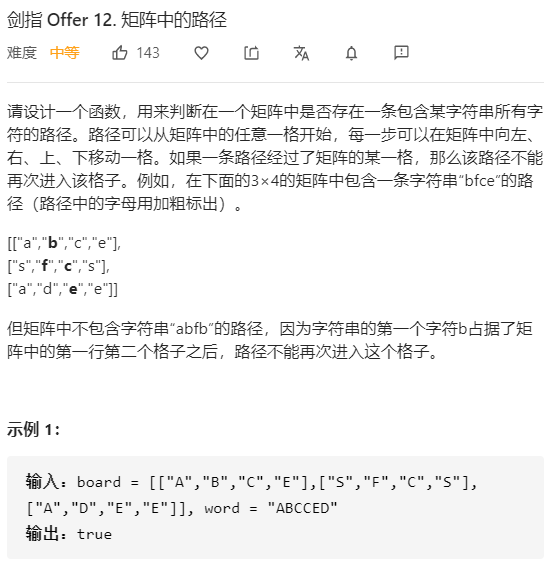 剑指 Offer 12. 矩阵中的路径
难度 中等 143
请设计一个函数，用来判断在一个矩阵中是否存在一条包含某字符串所有字
符的路径。路径可以从矩阵中的任意一格开始，每一步可以在矩阵中向左、
右、上、下移动一格。如果一条路径经过了矩阵的某一格，那么该路径不能
再次进入该格子。例如，在下面的3×4的矩阵中包含一条字符串“bfce”的路
径（路径中的字母用加粗标出）。
[["a","b","c","e"],
["s","f","c","s"],
["a","d","e","e"]]
但矩阵中不包含字符串“abfb”的路径，因为字符串的第一个字符b占据了矩
阵中的第一行第二个格子之后，路径不能再次进入这个格子。
示例 1：
输入：board = [["A","B","C","E"],["S","F","C","S"],
["A","D","E","E"]], word = "ABCCED"
输出：true